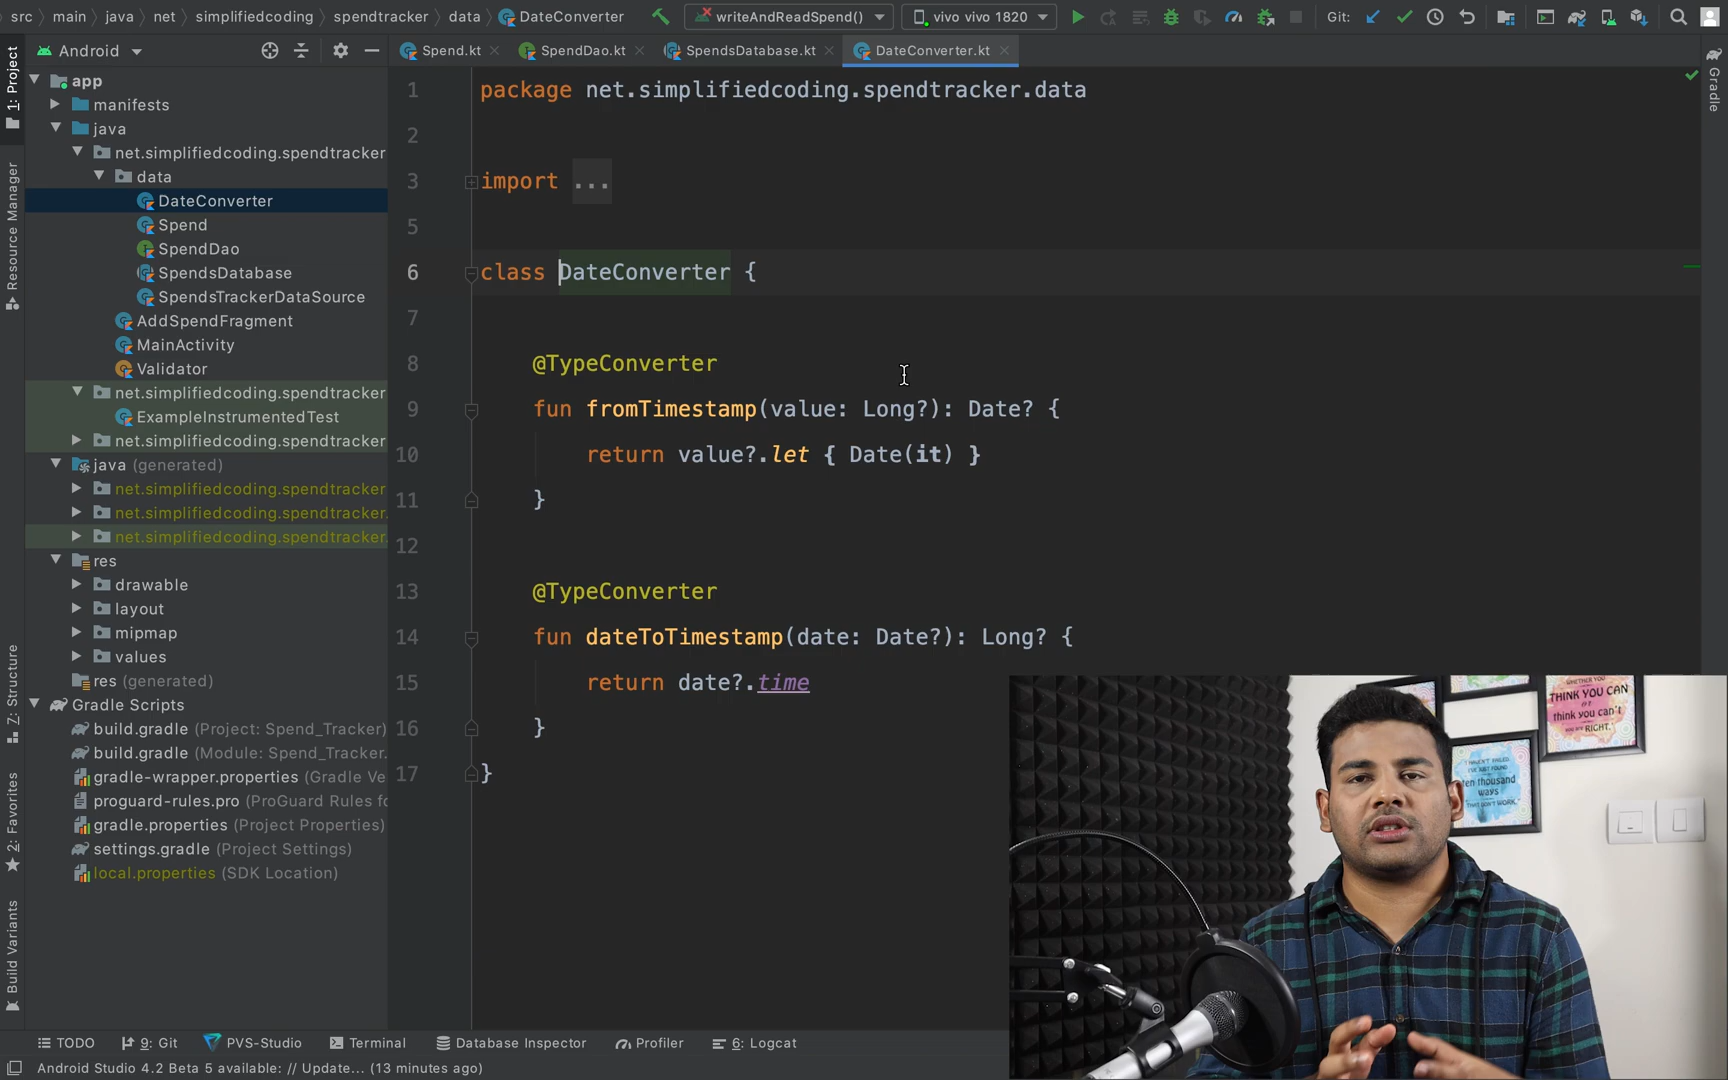 src main java net simplifiedcoding spendtracker data DateConverter
writeAndReadSpend()
vivo vivo 1820
Git:
1: Project
Resource Manager
7: Structure
2: Favorites
Build Variants
Gradle
Android
Spend.kt
SpendDao.kt
SpendsDatabase.kt
DateConverter.kt
app
manifests
java
net.simplifiedcoding.spendtracker
data
DateConverter
Spend
SpendDao
SpendsDatabase
SpendsTrackerDataSource
AddSpendFragment
MainActivity
Validator
net.simplifiedcoding.spendtracker
ExampleInstrumentedTest
net.simplifiedcoding.spendtracker
java (generated)
net.simplifiedcoding.spendtracker
net.simplifiedcoding.spendtracker.
net.simplifiedcoding.spendtracker.
res
drawable
layout
mipmap
values
res (generated)
Gradle Scripts
build.gradle (Project: Spend_Tracker)
build.gradle (Module: Spend_Tracker.
gradle-wrapper.properties (Gradle Ve
proguard-rules.pro (ProGuard Rules fo
gradle.properties (Project Properties)
settings.gradle (Project Settings)
local.properties (SDK Location)
1 package net.simplifiedcoding.spendtracker.data
2
3 import ...
5
6 class DateConverter {
7
8 @TypeConverter
9 fun fromTimestamp(value: Long?): Date? {
10 return value?.let { Date(it) }
11 }
12
13 @TypeConverter
14 fun dateToTimestamp(date: Date?): Long? {
15 return date?.time
16 }
17 }
THINK YOU CAN
think you can't
RIGHT.
ten thousand
ways
TODO
9: Git
PVS-Studio
Terminal
Database Inspector
Profiler
6: Logcat
Android Studio 4.2 Beta 5 available: // Update... (13 minutes ago)